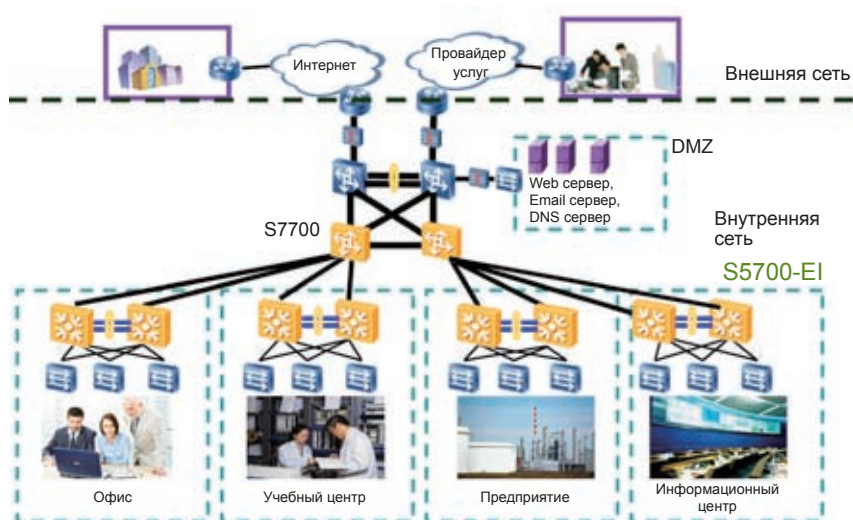 Интернет
Провайдер
услуг
Внешняя сеть
DMZ
Web сервер,
Email сервер,
DNS сервер
S7700
Внутренняя
сеть
S5700-EI
Офис
Учебный центр
Предприятие
Информационный
центр